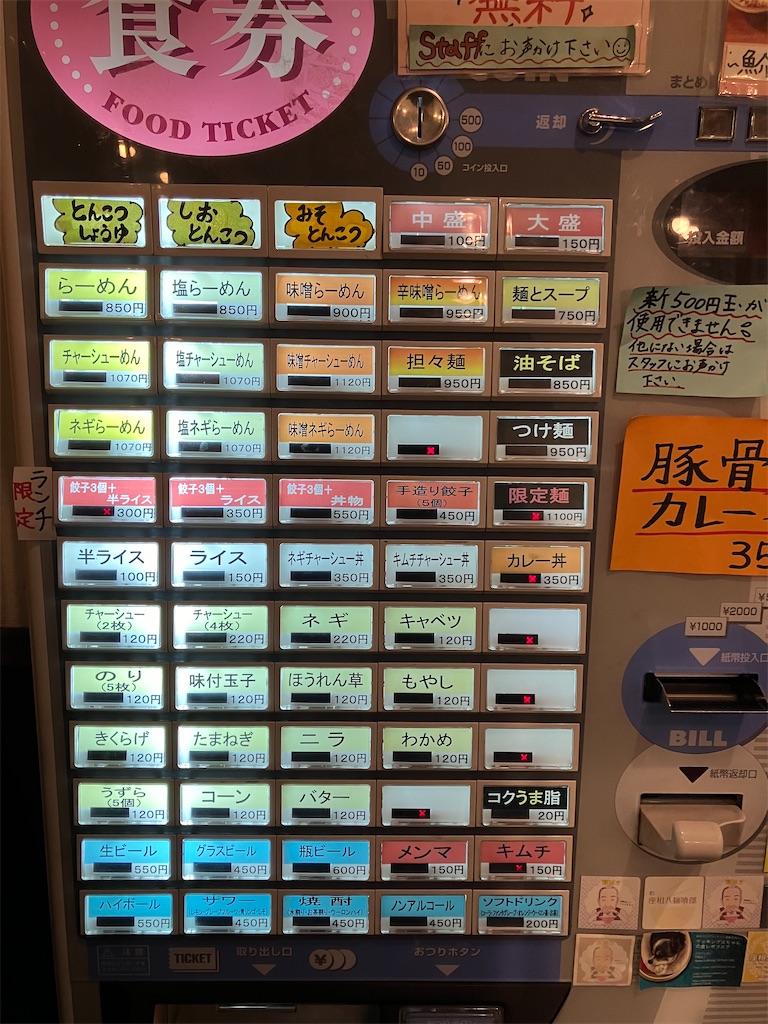 食券
FOOD TICKET
無料
Staffにお声がけ下さい
まとめ
500
100
50
10
コイン投入口
返却
投入金額
とんこつ
しょうゆ
しお
とんこつ
みそ
とんこつ
中盛
100円
大盛
150円
らーめん
850円
塩らーめん
850円
味噌らーめん
900円
辛味噌らーめん
950円
麺とスープ
750円
チャーシューめん
1070円
塩チャーシューめん
1070円
味噌チャーシューめん
1120円
担々麺
950円
油そば
850円
ネギらーめん
1070円
塩ネギらーめん
1070円
味噌ネギらーめん
1120円
つけ麺
950円
ランチ
限定
餃子3個+
半ライス
300円
餃子3個+
ライス
350円
餃子3個+
丼物
550円
手造り餃子
(5個)
450円
限定麺
1100円
半ライス
100円
ライス
150円
ネギチャーシュー丼
350円
キムチチャーシュー丼
350円
カレー丼
350円
チャーシュー
(2枚)
120円
チャーシュー
(4枚)
220円
ネギ
220円
キャベツ
120円
のり
(5枚)
120円
味付玉子
120円
ほうれん草
120円
もやし
120円
きくらげ
120円
たまねぎ
120円
ニラ
120円
わかめ
120円
うずら
(5個)
120円
コーン
120円
バター
120円
コクうま脂
20円
生ビール
550円
グラスビール
450円
瓶ビール
600円
メンマ
150円
キムチ
150円
ハイボール
550円
サワー
450円
焼酎
450円
ノンアルコール
450円
ソフトドリンク
200円
新500円玉が
使用できません
他にない場合は
スタッフにお声がけ
下さい
豚骨
カレー
35
¥1000
¥2000
紙幣投入口
BILL
紙幣返却口
注意
TICKET
取り出し口
¥
おつりボタン